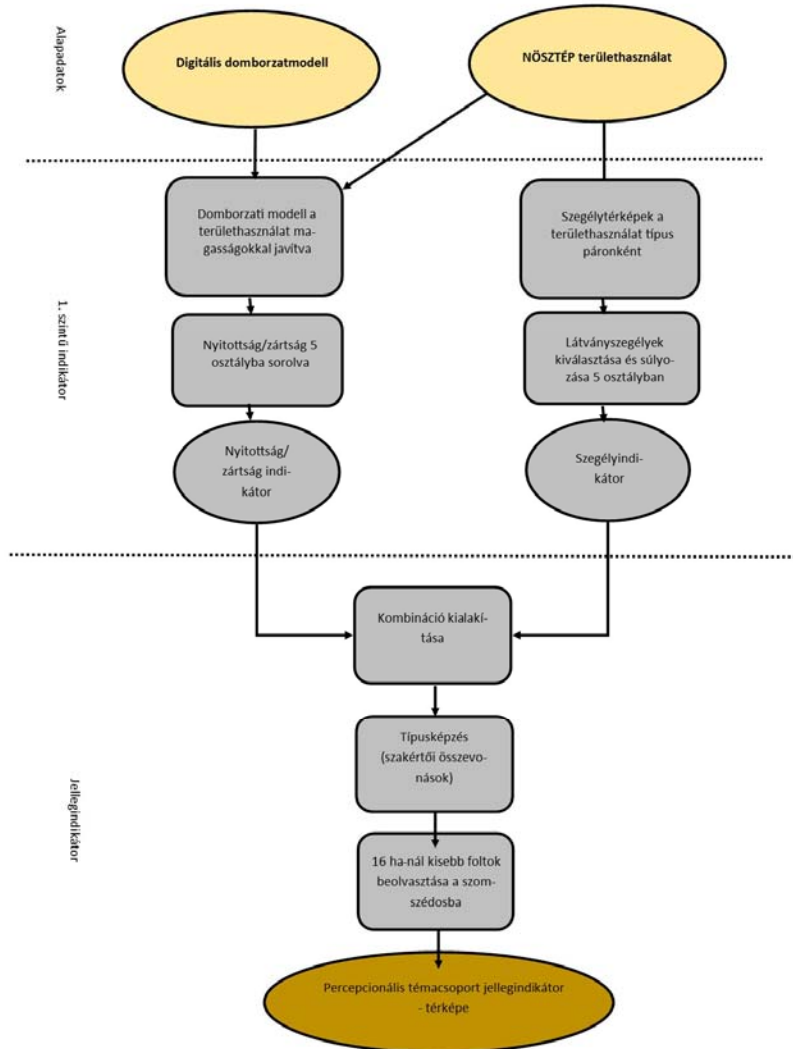 Alapadatok
Digitális domborzatmodell
NÖSZTÉP területhasználat
1. szintű indikátor
Domborzati modell a
területhasználat ma-
gasságokkal javítva
Szegélytérképek a
területhasználat típus
páronként
Nyitottság/zártság 5
osztályba sorolva
Látványszegélyek
kiválasztása és súlyo-
zása 5 osztályban
Nyitottság/
zártság indi-
kátor
Szegélyindi-
kátor
Jellegindikátor
Kombináció kialakí-
tása
Típusképzés
(szakértői összevo-
nások)
16 ha-nál kisebb foltok
beolvasztása a szom-
szédosba
Percepcionális témacsoport jellegindikátor
- térképe